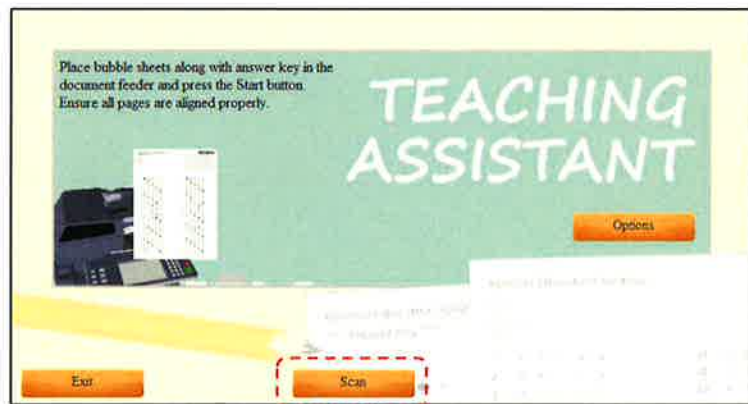 Place bubble sheets along with answer key in the
document feeder and press the Start button.
Ensure all pages are aligned properly.
TEACHING
ASSISTANT
Options
Exit
Scan